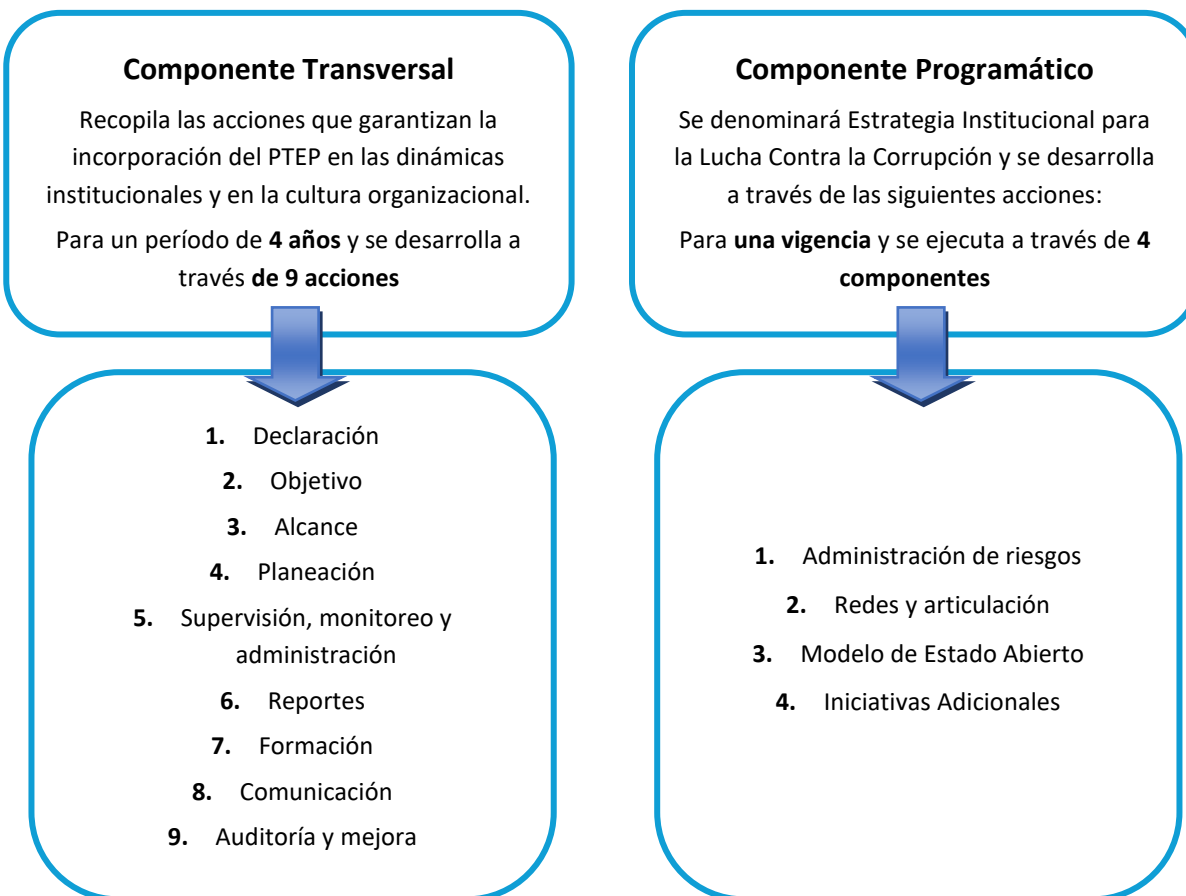 Componente Transversal
Recopila las acciones que garantizan la
incorporación del PTEP en las dinámicas
institucionales y en la cultura organizacional.
Para un período de 4 años y se desarrolla a
través de 9 acciones
1. Declaración
2. Objetivo
3. Alcance
4. Planeación
5. Supervisión, monitoreo y
administración
6. Reportes
7. Formación
8. Comunicación
9. Auditoría y mejora
Componente Programático
Se denominará Estrategia Institucional para
la Lucha Contra la Corrupción y se desarrolla
a través de las siguientes acciones:
Para una vigencia y se ejecuta a través de 4
componentes
1. Administración de riesgos
2. Redes y articulación
3. Modelo de Estado Abierto
4. Iniciativas Adicionales